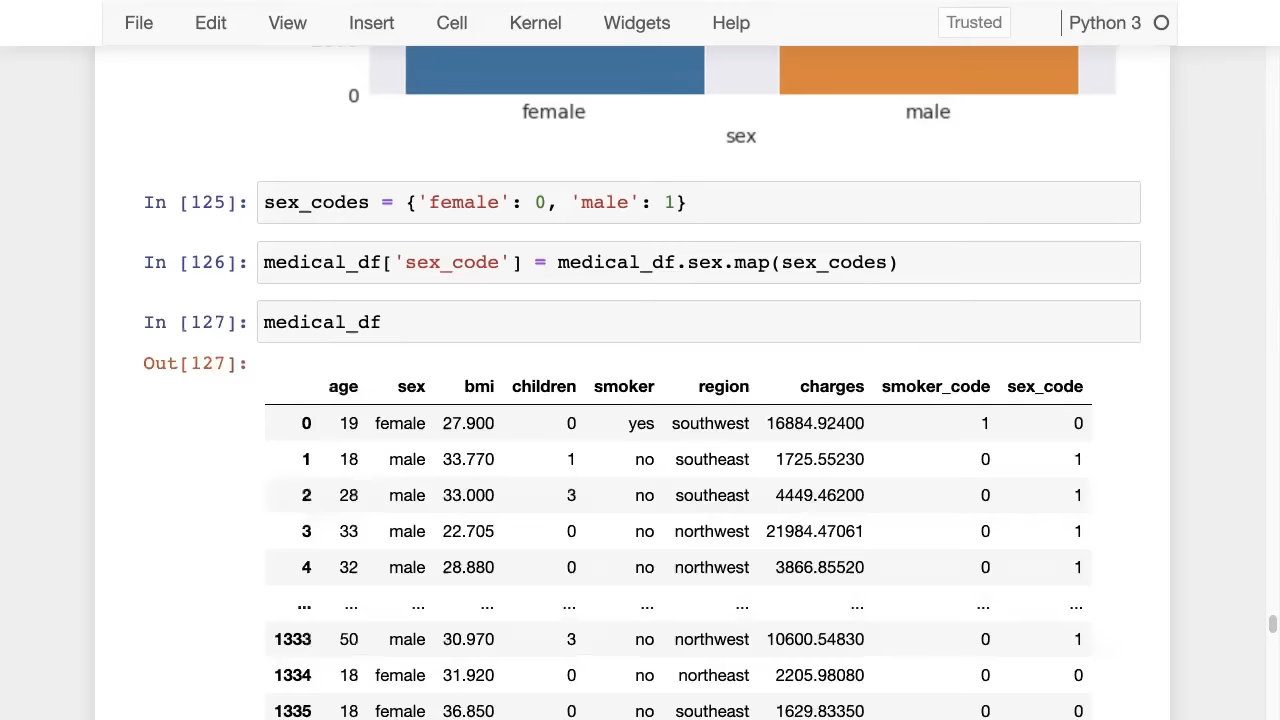 File Edit View Insert Cell Kernel Widgets Help Trusted Python 3
0
female male
sex
In [125]: sex_codes = {'female': 0, 'male': 1}
In [126]: medical_df['sex_code'] = medical_df.sex.map(sex_codes)
In [127]: medical_df
Out[127]:
age sex bmi children smoker region charges smoker_code sex_code
0 19 female 27.900 0 yes southwest 16884.92400 1 0
1 18 male 33.770 1 no southeast 1725.55230 0 1
2 28 male 33.000 3 no southeast 4449.46200 0 1
3 33 male 22.705 0 no northwest 21984.47061 0 1
4 32 male 28.880 0 no northwest 3866.85520 0 1
... ... ... ... ... ... ... ... ... ...
1333 50 male 30.970 3 no northwest 10600.54830 0 1
1334 18 female 31.920 0 no northeast 2205.98080 0 0
1335 18 female 36.850 0 no southeast 1629.83350 0 0